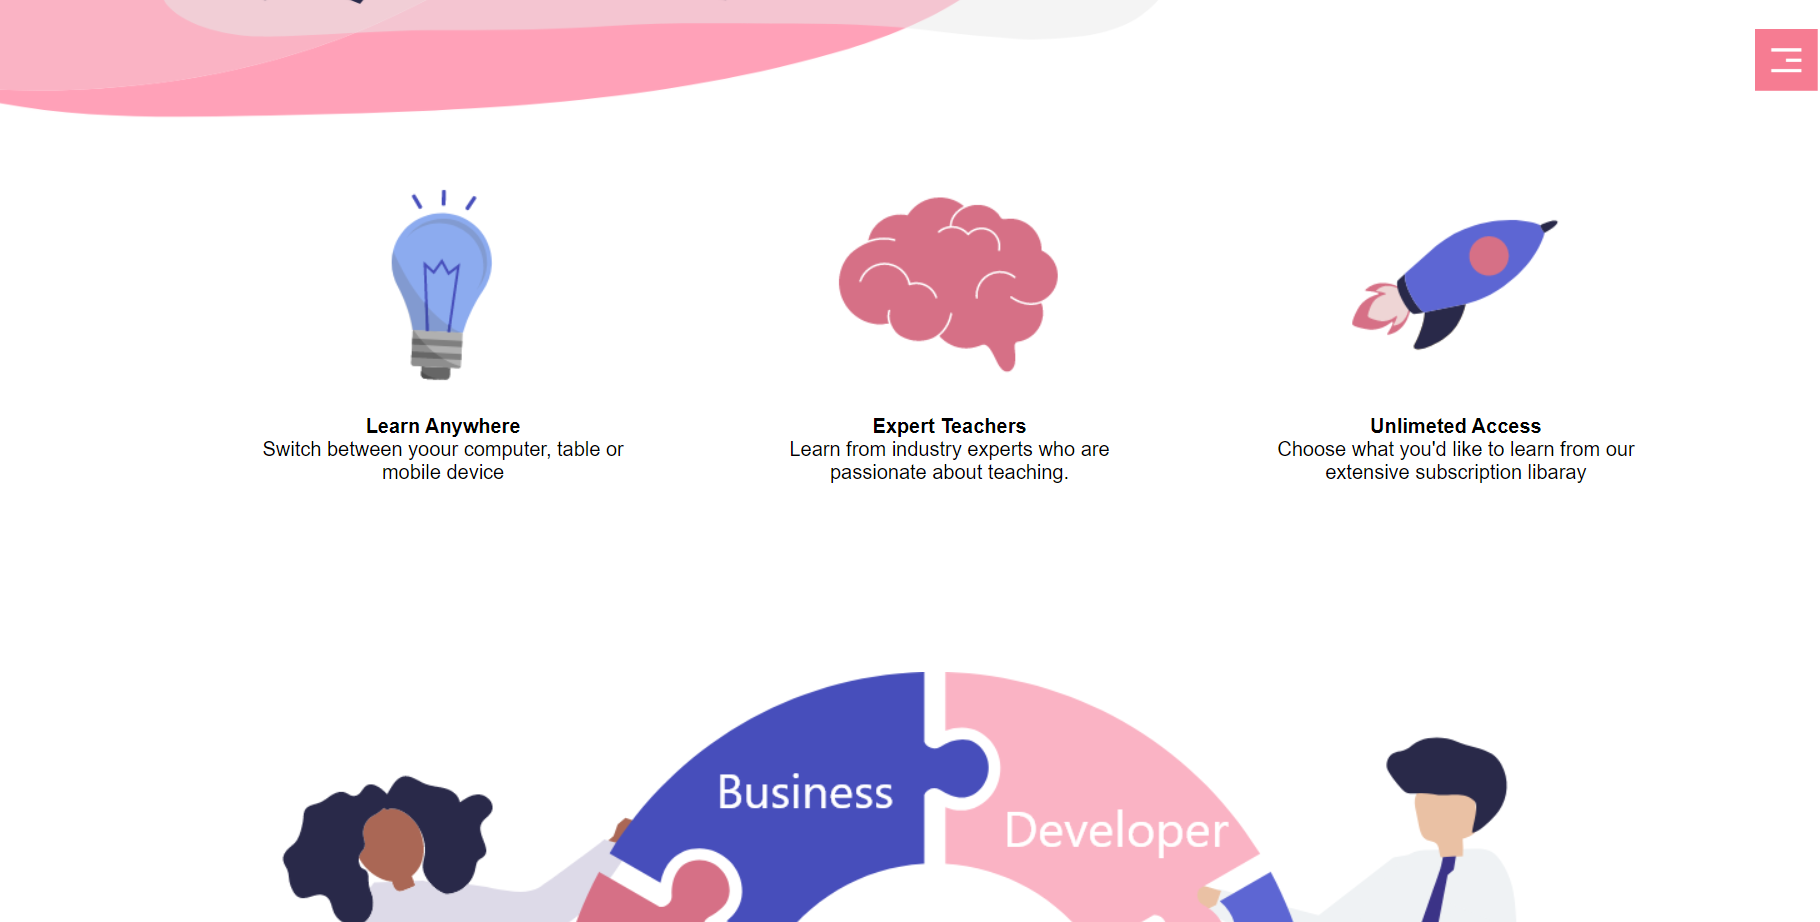 Learn Anywhere
Switch between yoour computer, table or
mobile device
Expert Teachers
Learn from industry experts who are
passionate about teaching.
Unlimeted Access
Choose what you'd like to learn from our
extensive subscription libaray
Business
Developer